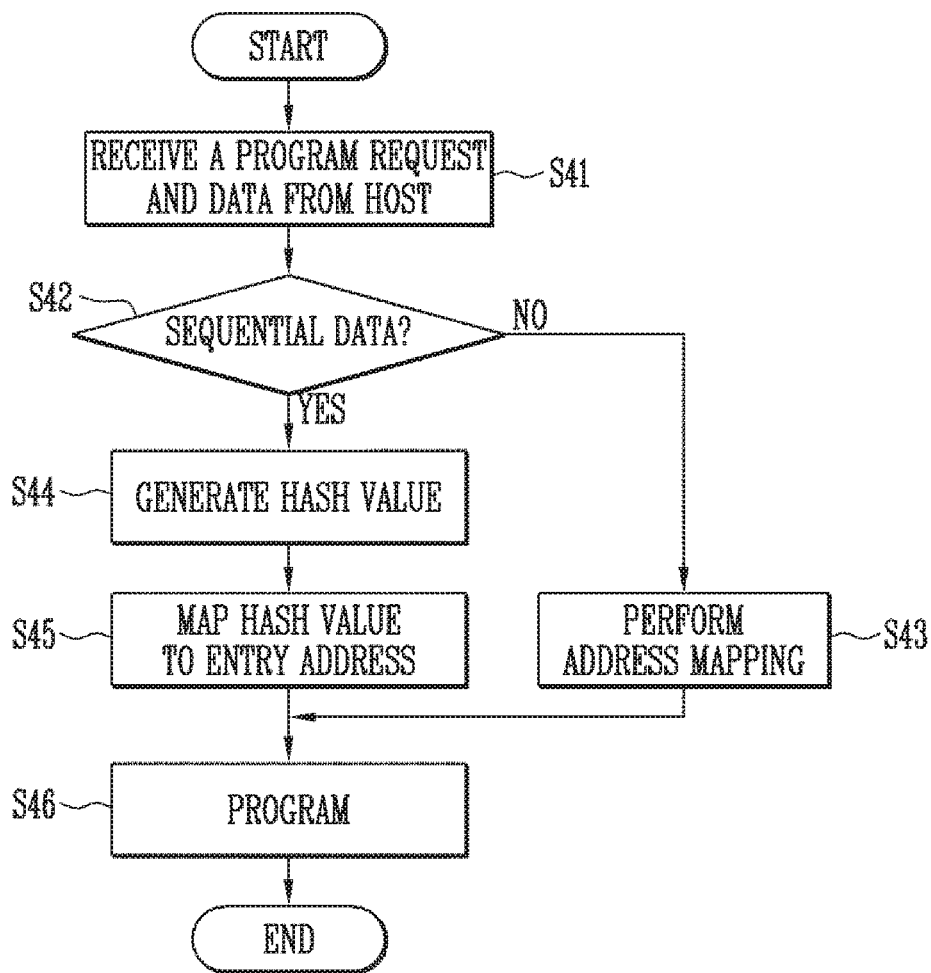 START
RECEIVE A PROGRAM REQUEST
AND DATA FROM HOST
S41
S42
SEQUENTIAL DATA?
NO
YES
S44
GENERATE HASH VALUE
S45
MAP HASH VALUE
TO ENTRY ADDRESS
PERFORM
ADDRESS MAPPING
S43
S46
PROGRAM
END